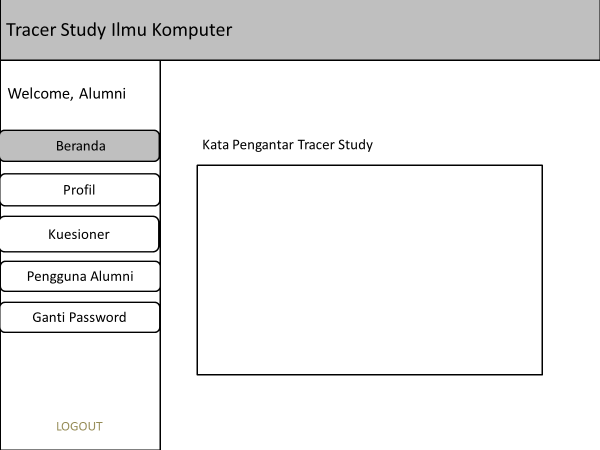 Tracer Study Ilmu Komputer
Welcome, Alumni
Beranda
Profil
Kuesioner
Pengguna Alumni
Ganti Password
LOGOUT
Kata Pengantar Tracer Study